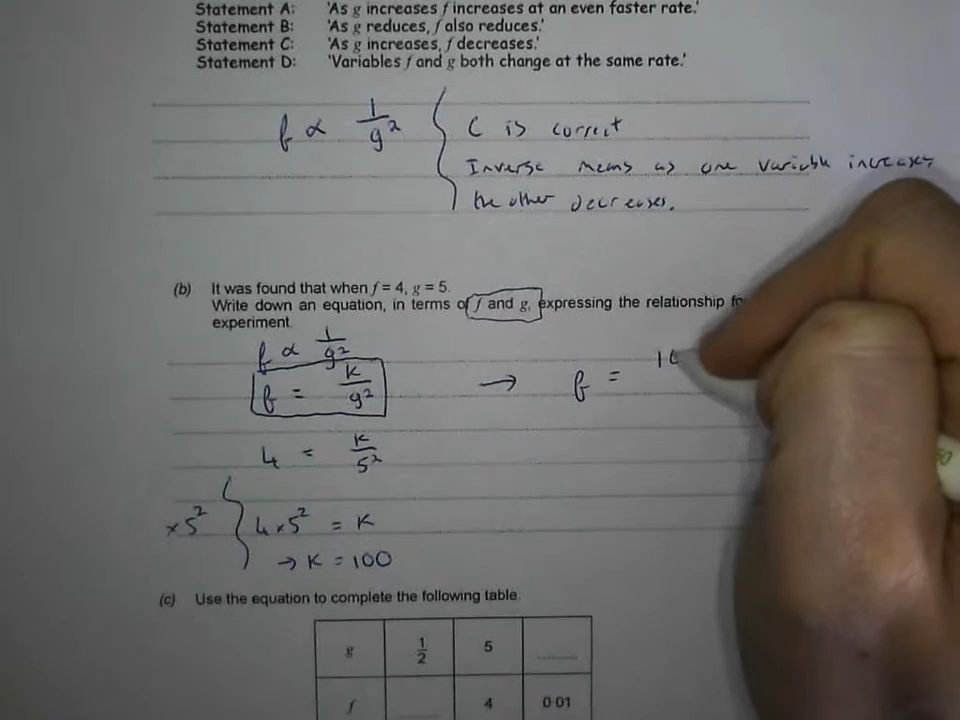 Statement A: 'As g increases f increases at an even faster rate.'
Statement B: 'As g reduces, f also reduces.'
Statement C: 'As g increases, f decreases.'
Statement D: 'Variables f and g both change at the same rate.'
f ∝ 1/g² { C is correct
Inverse means as one variable increases
the other decreases.
(b) It was found that when f = 4, g = 5.
Write down an equation, in terms of f and g, expressing the relationship
experiment.
f ∝ 1/g²
f = K/g² → f = 10
4 = K/5²
×5² { 4×5² = K
→ K = 100
(c) Use the equation to complete the following table.
g 1/2 5 ..........
f .......... 4 0·01